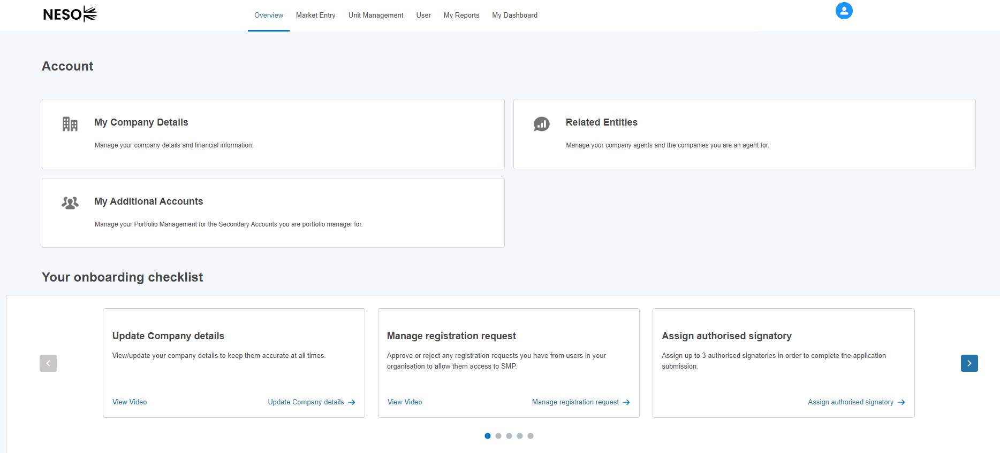 NESO
Overview Market Entry Unit Management User My Reports My Dashboard
Account
My Company Details
Manage your company details and financial information.
Related Entities
Manage your company agents and the companies you are an agent for.
My Additional Accounts
Manage your Portfolio Management for the Secondary Accounts you are portfolio manager for.
Your onboarding checklist
Update Company details
View/update your company details to keep them accurate at all times.
View Video Update Company details
Manage registration request
Approve or reject any registration requests you have from users in your
organisation to allow them access to SMP.
View Video Manage registration request
Assign authorised signatory
Assign up to 3 authorised signatories in order to complete the application
submission.
Assign authorised signatory